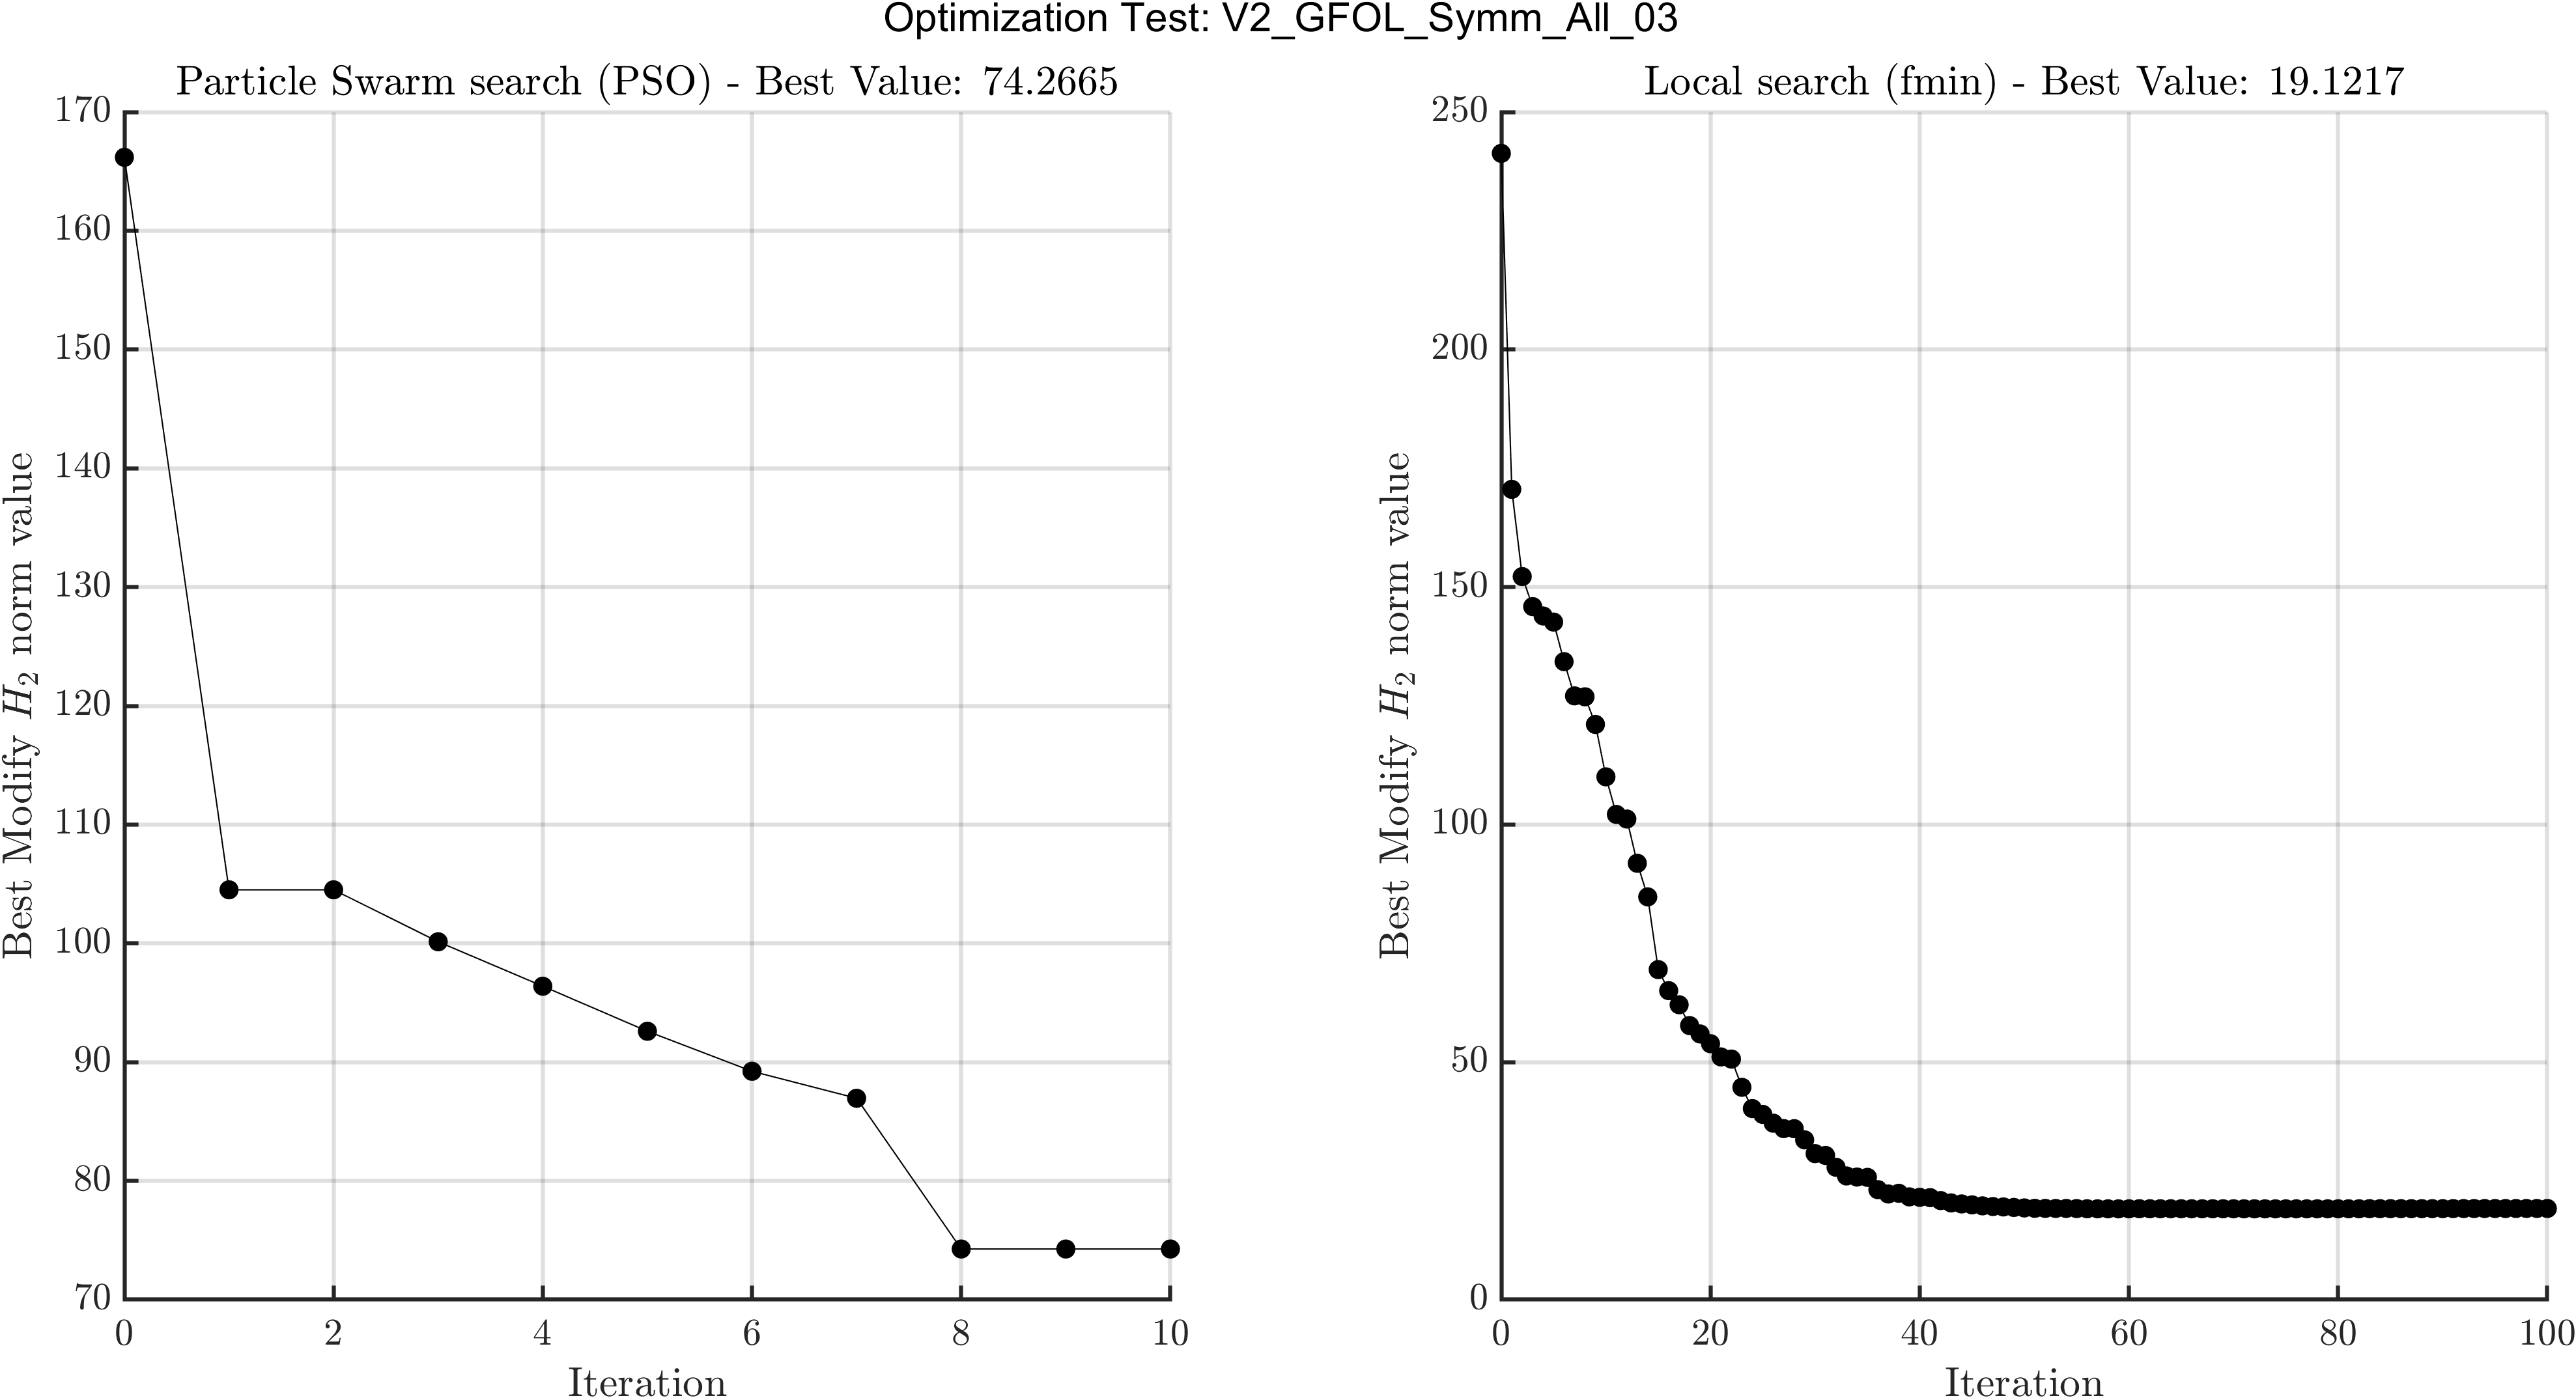 Optimization Test: V2_GFOL_Symm_All_03
Particle Swarm search (PSO) - Best Value: 74.2665
170
160
150
140
130
120
110
100
90
80
70
0 2 4 6 8 10
Iteration
Best Modify H2 norm value
Local search (fmin) - Best Value: 19.1217
250
200
150
100
50
0
0 20 40 60 80 100
Iteration
Best Modify H2 norm value